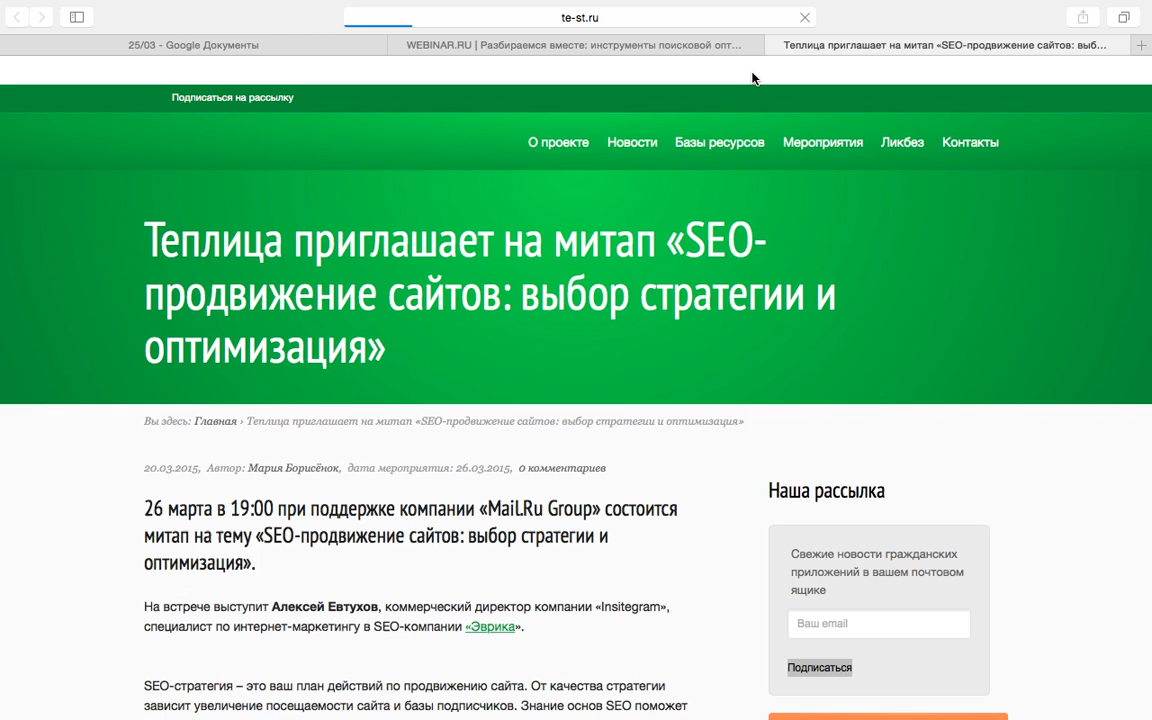 te-st.ru
25/03 - Google Документы
WEBINAR.RU | Разбираемся вместе: инструменты поисковой опт...
Теплица приглашает на митап «SEO-продвижение сайтов: выб...
Подписаться на рассылку
О проекте Новости Базы ресурсов Мероприятия Ликбез Контакты
Теплица приглашает на митап «SEO-
продвижение сайтов: выбор стратегии и
оптимизация»
Вы здесь: Главная › Теплица приглашает на митап «SEO-продвижение сайтов: выбор стратегии и оптимизация»
20.03.2015, Автор: Мария Борисёнок, дата мероприятия: 26.03.2015, 0 комментариев
26 марта в 19:00 при поддержке компании «Mail.Ru Group» состоится
митап на тему «SEO-продвижение сайтов: выбор стратегии и
оптимизация».
На встрече выступит Алексей Евтухов, коммерческий директор компании «Insitegram»,
специалист по интернет-маркетингу в SEO-компании «Эврика».
SEO-стратегия – это ваш план действий по продвижению сайта. От качества стратегии
зависит увеличение посещаемости сайта и базы подписчиков. Знание основ SEO поможет
Наша рассылка
Свежие новости гражданских
приложений в вашем почтовом
ящике
Ваш email
Подписаться